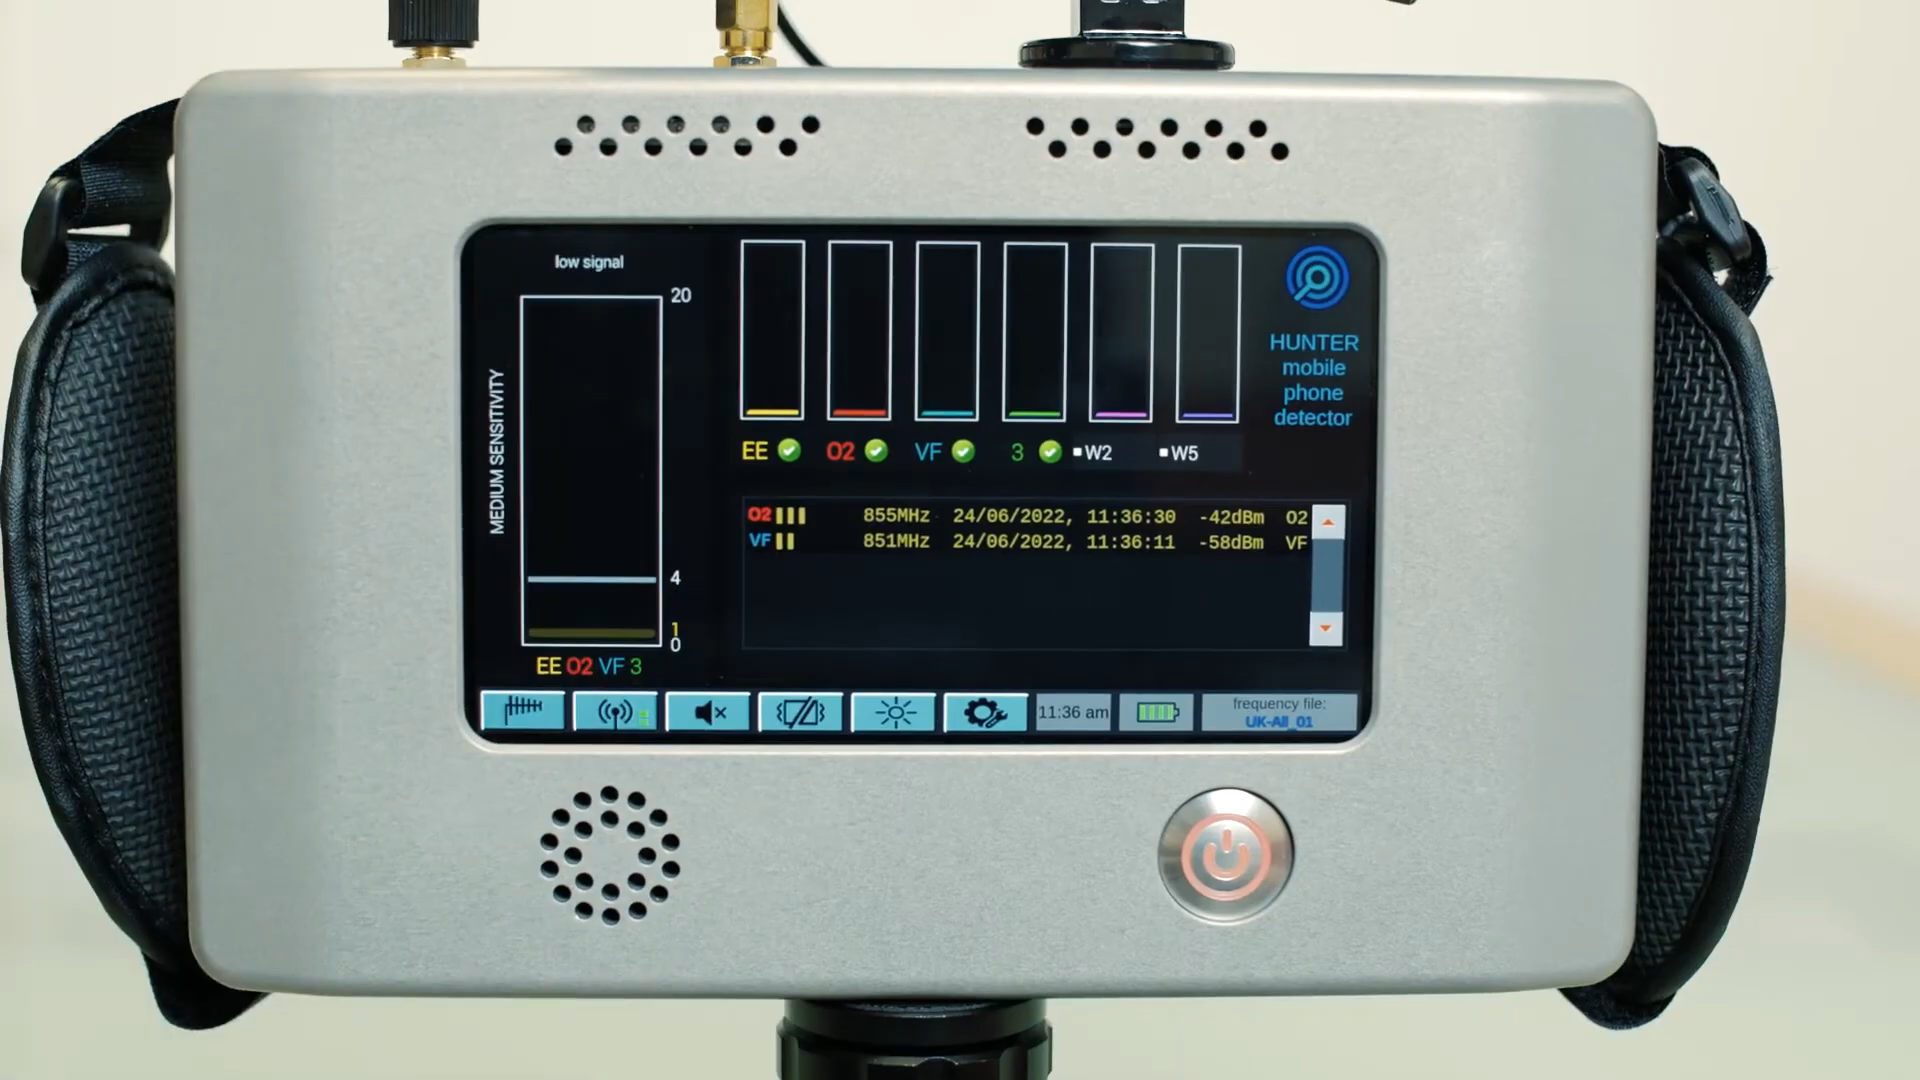 low signal
20
MEDIUM SENSITIVITY
4
1
0
EE O2 VF 3
EE O2 VF 3 W2 W5
HUNTER
mobile
phone
detector
O2 855MHz 24/06/2022, 11:36:30 -42dBm O2
VF 851MHz 24/06/2022, 11:36:11 -58dBm VF
11:36 am
frequency file:
UK-All_01